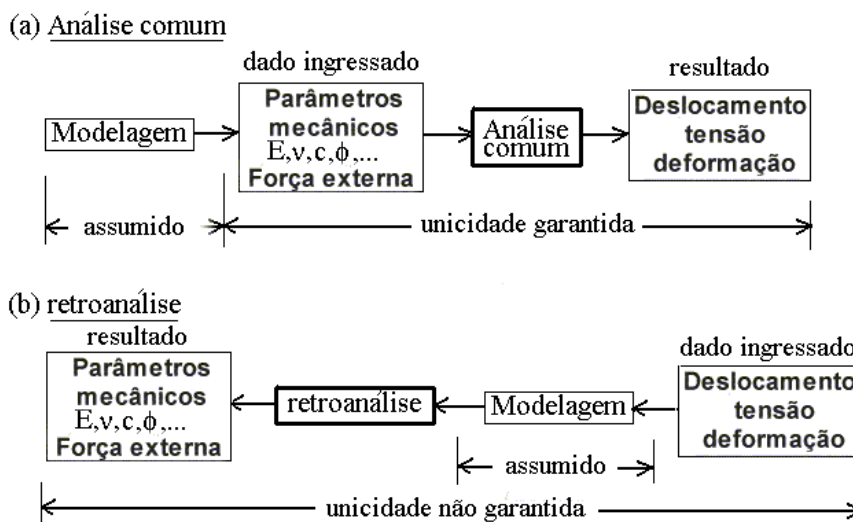 (a) Análise comum
dado ingressado
resultado
Modelagem
Parâmetros
mecânicos
E,ν,c,ϕ,...
Força externa
Análise
comum
Deslocamento
tensão
deformação
assumido
unicidade garantida
(b) retroanálise
resultado
dado ingressado
Parâmetros
mecânicos
E,ν,c,ϕ,...
Força externa
retroanálise
Modelagem
Deslocamento
tensão
deformação
assumido
unicidade não gárantida